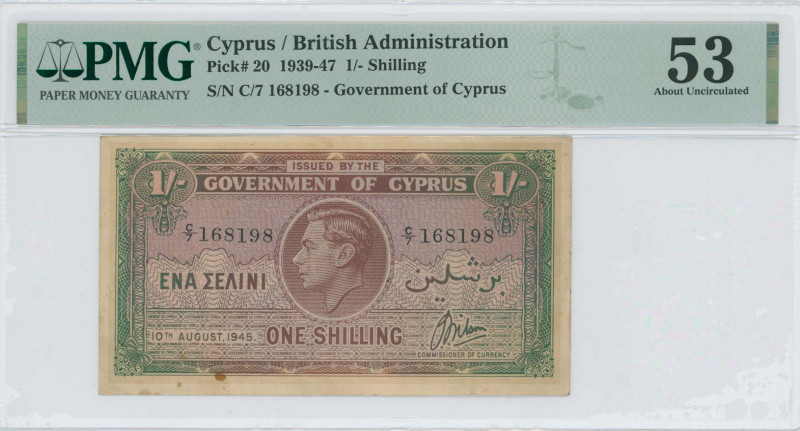 PMG®
PAPER MONEY GUARANTY
Cyprus / British Administration
Pick# 20 1939-47 1/- Shilling
S/N C/7 168198 - Government of Cyprus
53
About Uncirculated
ISSUED BY THE
1/- GOVERNMENT OF CYPRUS 1/-
C/7 168198 C/7 168198
ΕΝΑ ΣΕΛΙΝΙ برشلين
10TH AUGUST, 1945. ONE SHILLING
COMMISSIONER OF CURRENCY